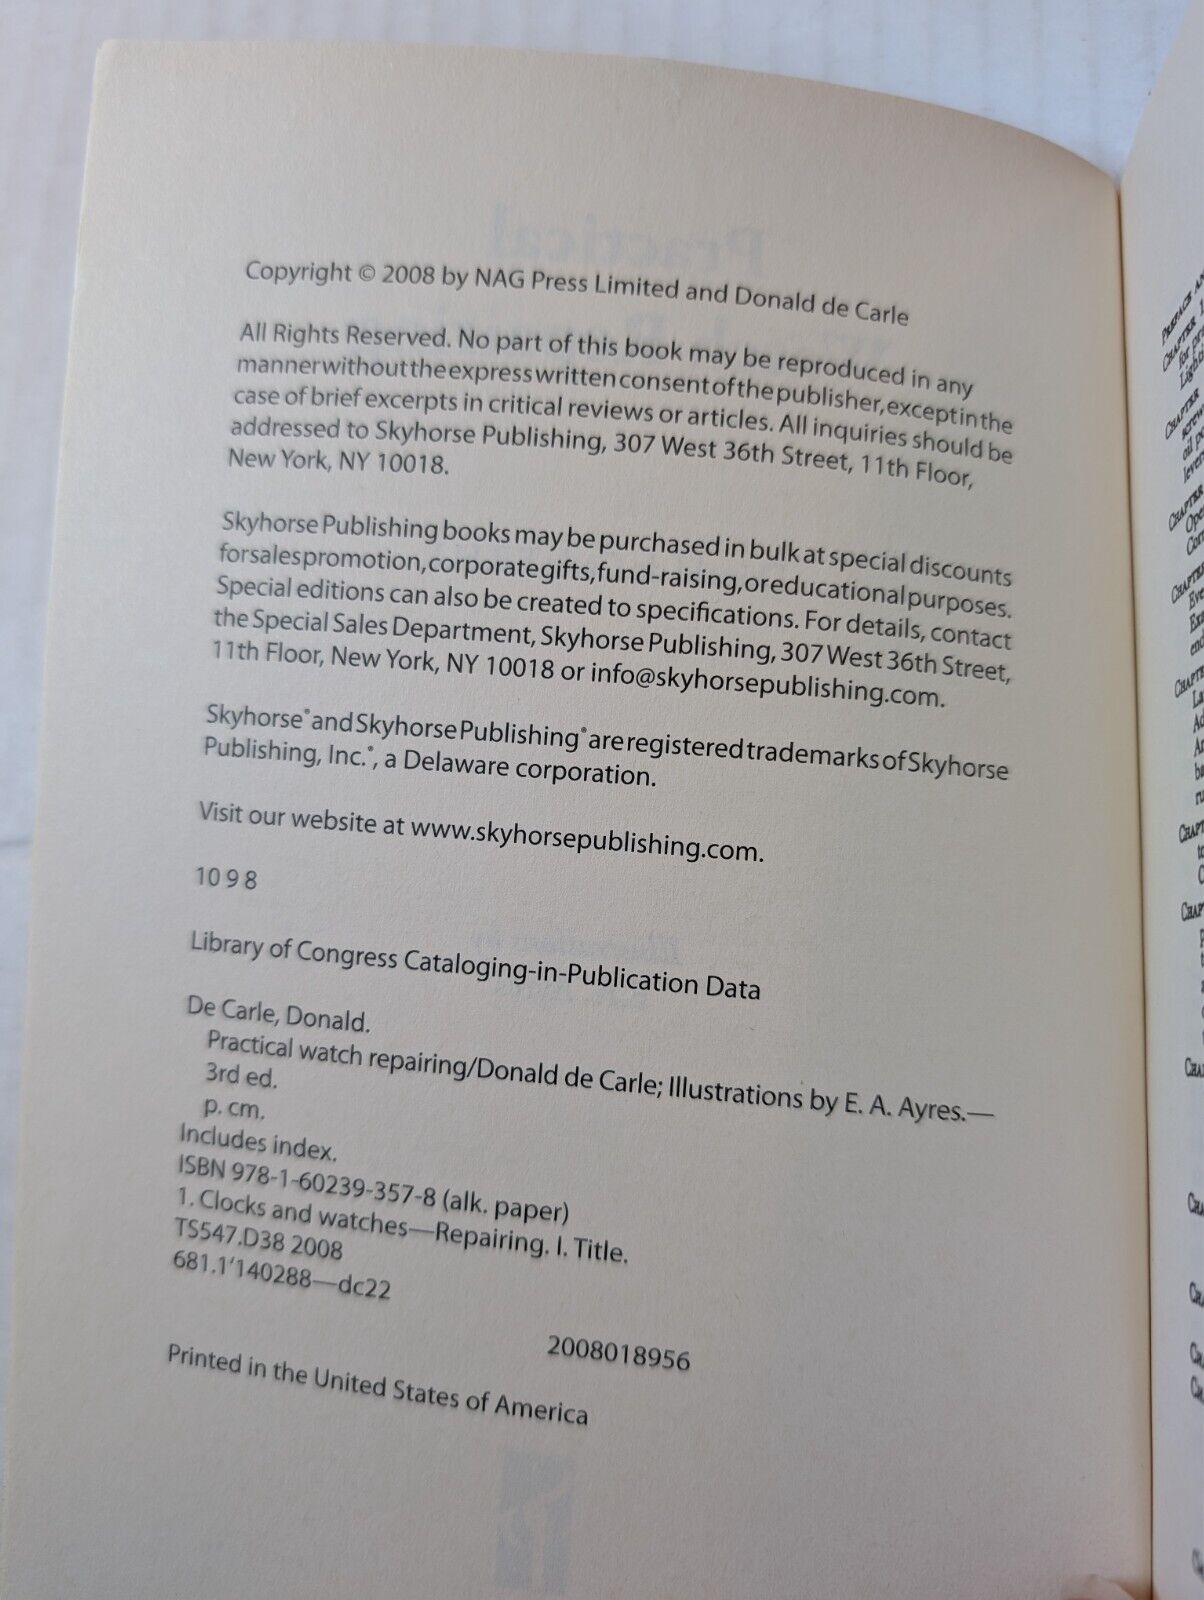 Copyright © 2008 by NAG Press Limited and Donald de Carle
All Rights Reserved. No part of this book may be reproduced in any
manner without the express written consent of the publisher, except in the
case of brief excerpts in critical reviews or articles. All inquiries should be
addressed to Skyhorse Publishing, 307 West 36th Street, 11th Floor,
New York, NY 10018.
Skyhorse Publishing books may be purchased in bulk at special discounts
for sales promotion, corporate gifts, fund-raising, or educational purposes.
Special editions can also be created to specifications. For details, contact
the Special Sales Department, Skyhorse Publishing, 307 West 36th Street,
11th Floor, New York, NY 10018 or info@skyhorsepublishing.com.
Skyhorse® and Skyhorse Publishing® are registered trademarks of Skyhorse
Publishing, Inc.®, a Delaware corporation.
Visit our website at www.skyhorsepublishing.com.
10 9 8
Library of Congress Cataloging-in-Publication Data
De Carle, Donald.
Practical watch repairing/Donald de Carle; Illustrations by E. A. Ayres.—
3rd ed.
p. cm.
Includes index.
ISBN 978-1-60239-357-8 (alk. paper)
1. Clocks and watches—Repairing. I. Title.
TS547.D38 2008
681.1'140288—dc22
2008018956
Printed in the United States of America